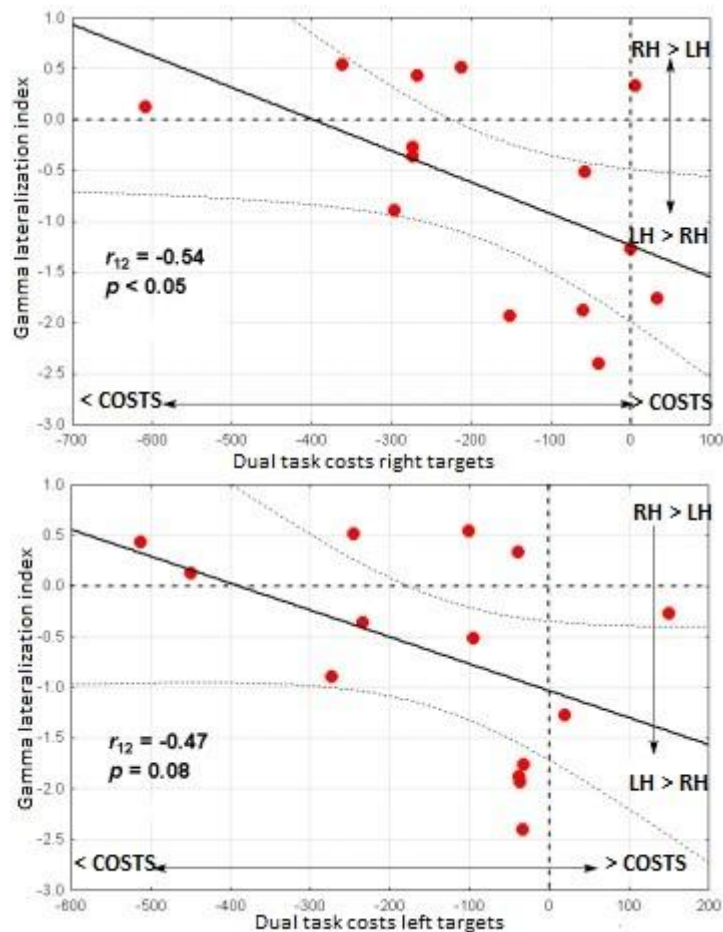 1.0
0.5
0.0
-0.5
-1.0
-1.5
-2.0
-2.5
-3.0
Gamma lateralization index
RH > LH
LH > RH
r12 = -0.54
p < 0.05
< COSTS
> COSTS
-700 -600 -500 -400 -300 -200 -100 0 100
Dual task costs right targets
1.0
0.5
0.0
-0.5
-1.0
-1.5
-2.0
-2.5
-3.0
Gamma lateralization index
RH > LH
LH > RH
r12 = -0.47
p = 0.08
< COSTS
> COSTS
-600 -500 -400 -300 -200 -100 0 100 200
Dual task costs left targets